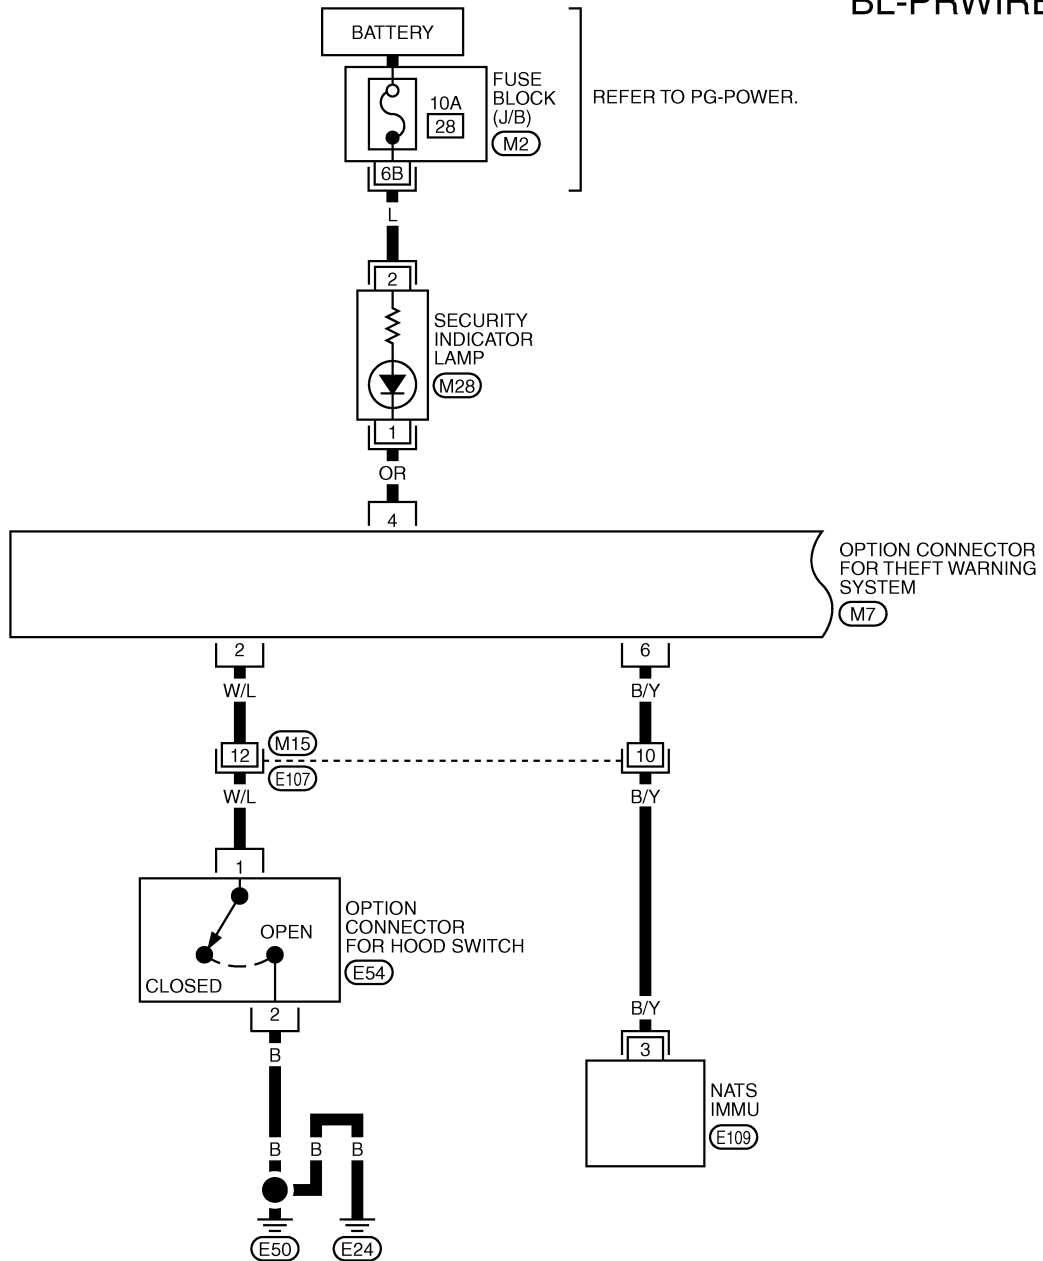 BL-PRWIRE
BATTERY
FUSE
BLOCK
(J/B)
M2
10A
28
REFER TO PG-POWER.
6B
L
2
SECURITY
INDICATOR
LAMP
M28
1
OR
4
OPTION CONNECTOR
FOR THEFT WARNING
SYSTEM
M7
2
6
W/L
B/Y
12
M15
E107
10
W/L
B/Y
1
OPEN
CLOSED
OPTION
CONNECTOR
FOR HOOD SWITCH
E54
2
B
B/Y
3
NATS
IMMU
E109
B
B
B
E50
E24